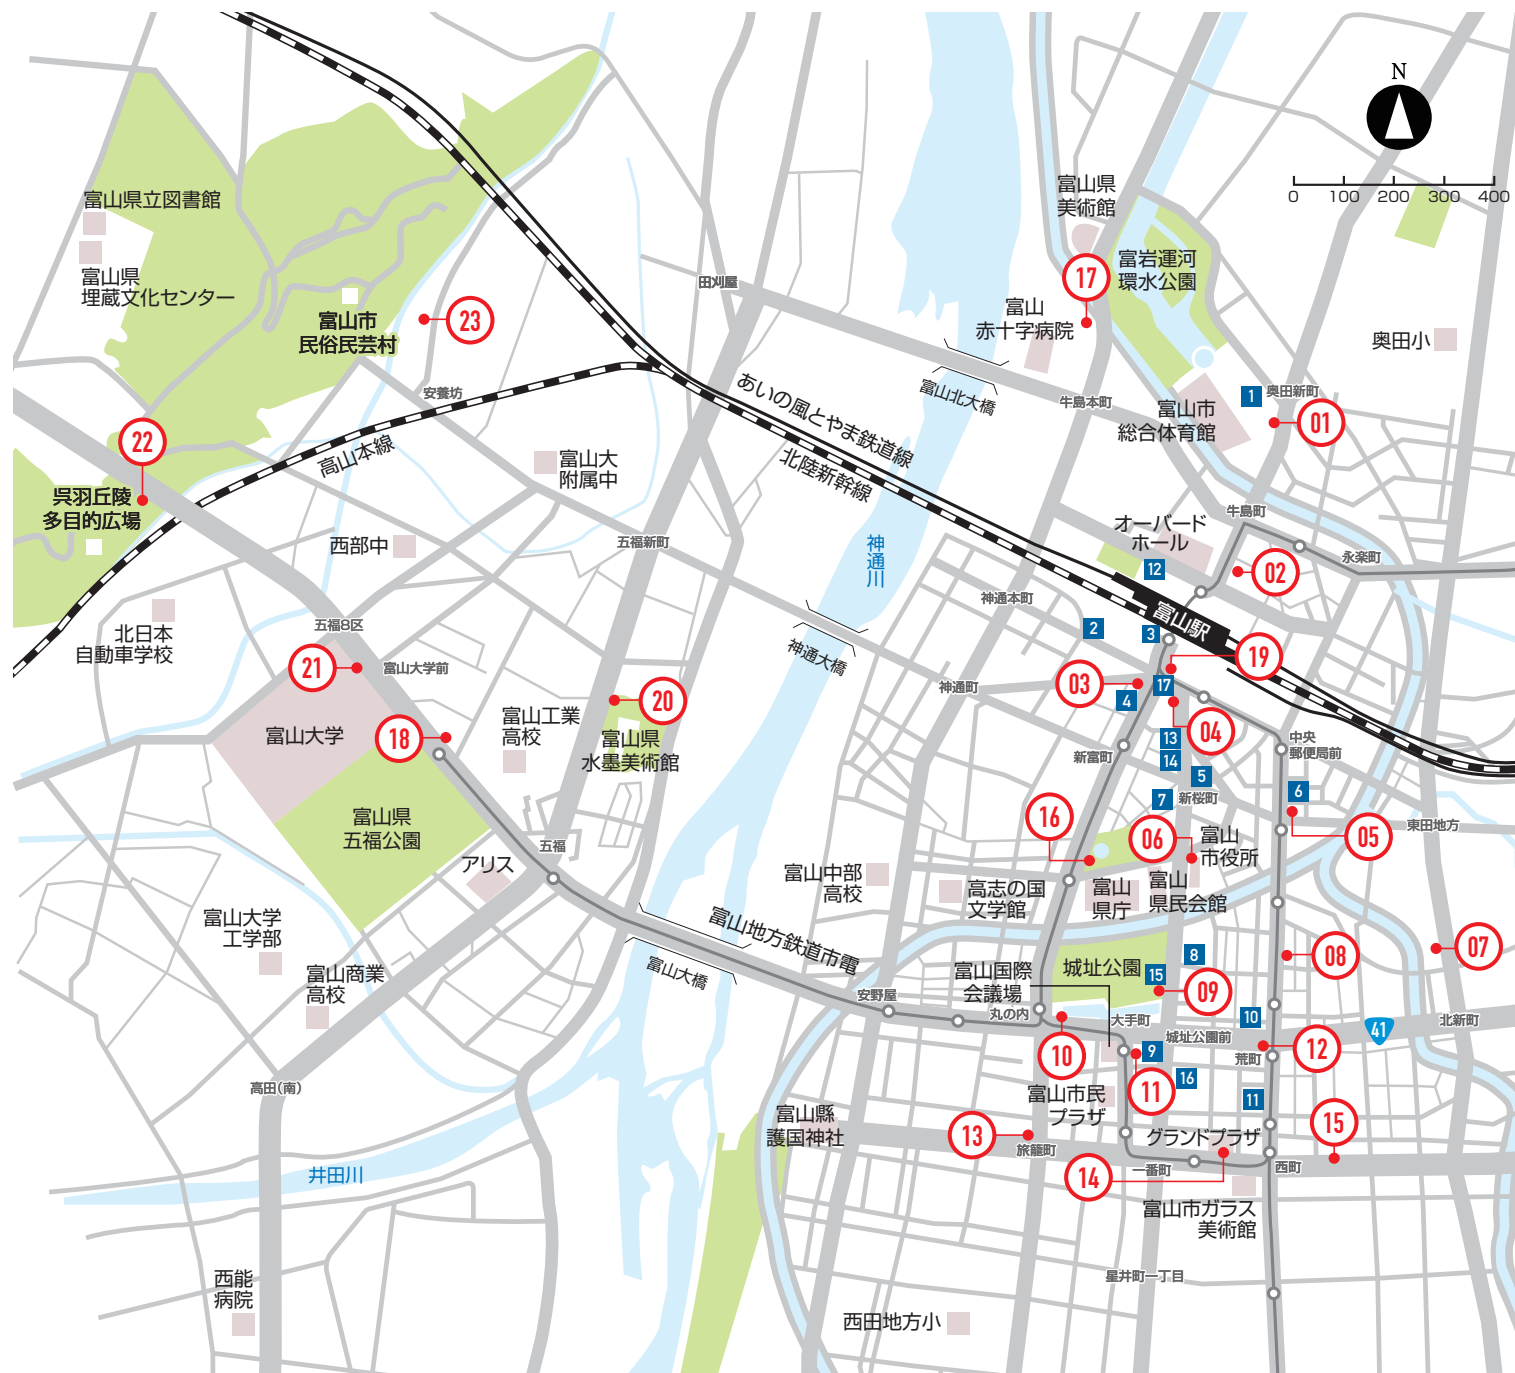 N
0 100 200 300 400
富山県立図書館
富山県
埋蔵文化センター
富山市
民俗民芸村
23
安養坊
22
呉羽丘陵
多目的広場
高山本線
田刈屋
あいの風とやま鉄道線
北陸新幹線
富山北大橋
富山県
美術館
17
富岩運河
環水公園
富山
赤十字病院
奥田小
1
奥田新町
01
牛島本町
富山市
総合体育館
富山大
附属中
西部中
五福新町
神通川
オーバード
ホール
牛島町
永楽町
12
02
神通本町
2
3
富山駅
北日本
自動車学校
五福8区
21
富山大学前
神通大橋
神通町
03
4
17
19
04
20
富山県
水墨美術館
富山工業
高校
富山大学
18
新富町
13
14
5
中央
郵便局前
6
7
新桜町
05
東田地方
16
06
富山
市役所
富山県
五福公園
アリス
五福
富山中部
高校
高志の国
文学館
富山
県庁
富山
県民会館
富山大学
工学部
富山商業
高校
富山地方鉄道市電
富山大橋
安野屋
富山国際
会議場
丸の内
城址公園
15
8
09
08
07
大手町
城址公園前
10
41
北新町
10
9
11
荒町
12
16
11
富山市民
プラザ
高田(南)
富山縣
護国神社
13
旅籠町
グランドプラザ
15
14
一番町
西町
井田川
富山市ガラス
美術館
星井町一丁目
西能
病院
西田地方小